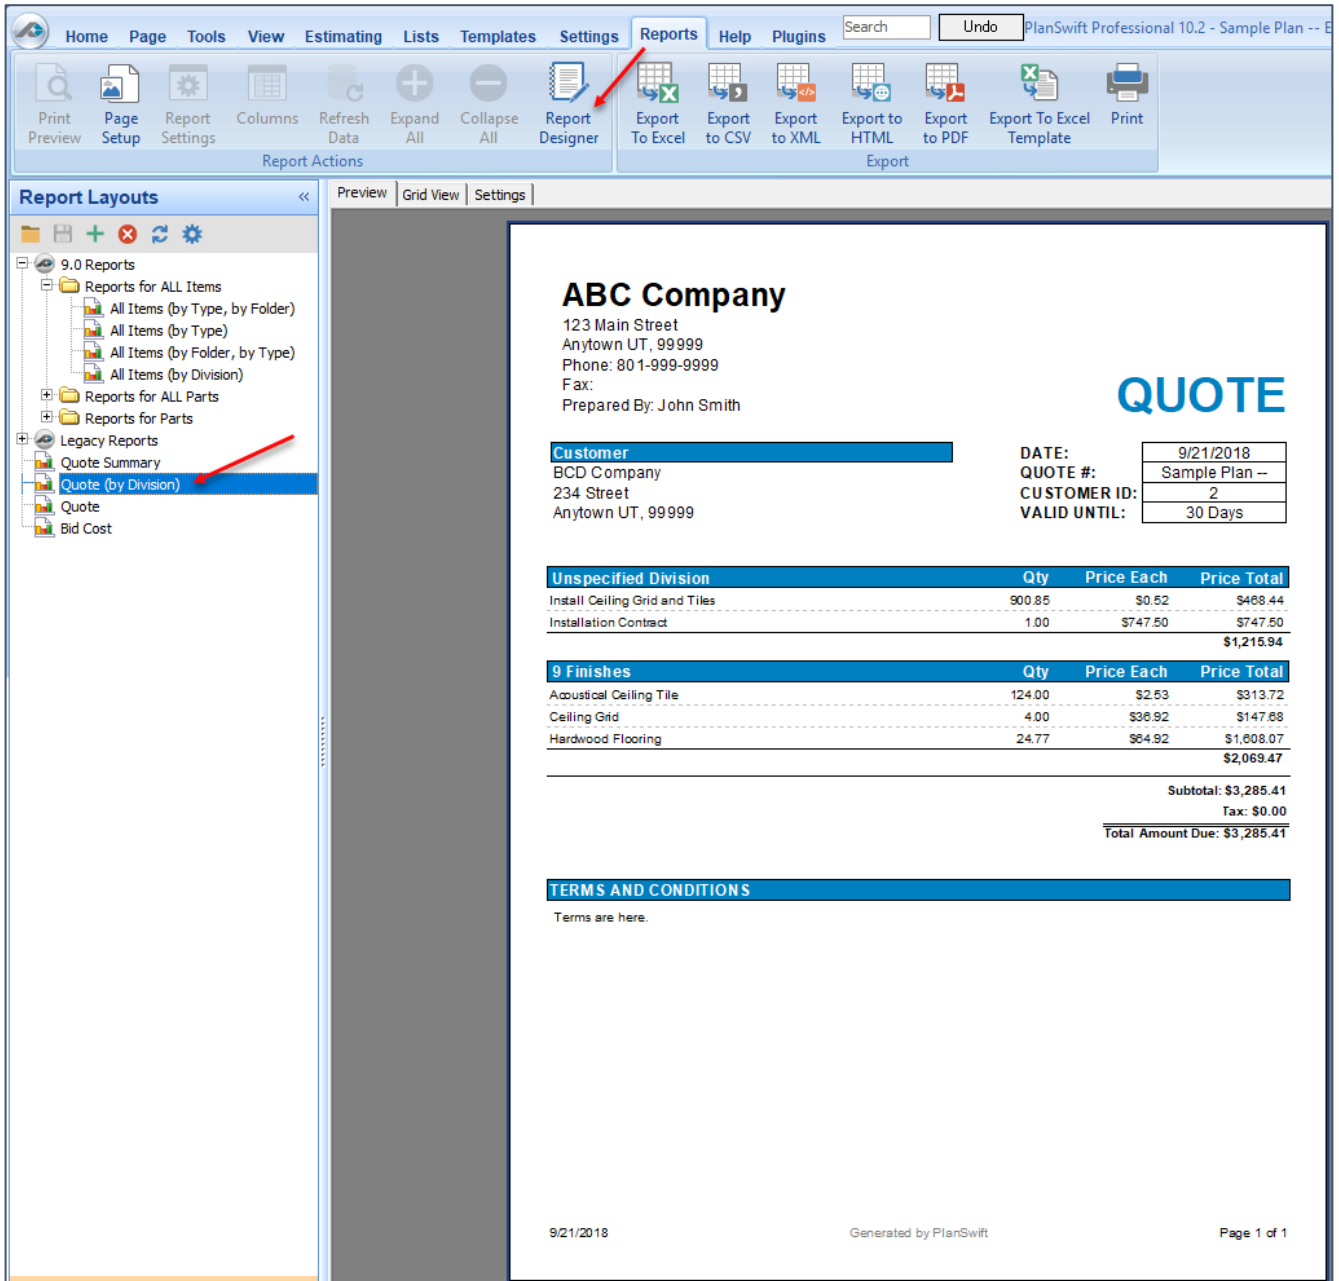 Home Page Tools View Estimating Lists Templates Settings Reports Help Plugins Search Undo PlanSwift Professional 10.2 - Sample Plan -- E
Print Preview
Page Setup
Report Settings
Columns
Refresh Data
Expand All
Collapse All
Report Designer
Export To Excel
Export to CSV
Export to XML
Export to HTML
Export to PDF
Export To Excel Template
Print
Report Actions
Export
Report Layouts «
Preview Grid View Settings
9.0 Reports
Reports for ALL Items
All Items (by Type, by Folder)
All Items (by Type)
All Items (by Folder, by Type)
All Items (by Division)
Reports for ALL Parts
Reports for Parts
Legacy Reports
Quote Summary
Quote (by Division)
Quote
Bid Cost
ABC Company
123 Main Street
Anytown UT, 99999
Phone: 801-999-9999
Fax:
Prepared By: John Smith
QUOTE
Customer
BCD Company
234 Street
Anytown UT, 99999
DATE: 9/21/2018
QUOTE #: Sample Plan --
CUSTOMER ID: 2
VALID UNTIL: 30 Days
Unspecified Division Qty Price Each Price Total
Install Ceiling Grid and Tiles 900.85 $0.52 $468.44
Installation Contract 1.00 $747.50 $747.50
$1,215.94
9 Finishes Qty Price Each Price Total
Acoustical Ceiling Tile 124.00 $2.53 $313.72
Ceiling Grid 4.00 $36.92 $147.68
Hardwood Flooring 24.77 $64.92 $1,608.07
$2,069.47
Subtotal: $3,285.41
Tax: $0.00
Total Amount Due: $3,285.41
TERMS AND CONDITIONS
Terms are here.
9/21/2018 Generated by PlanSwift Page 1 of 1